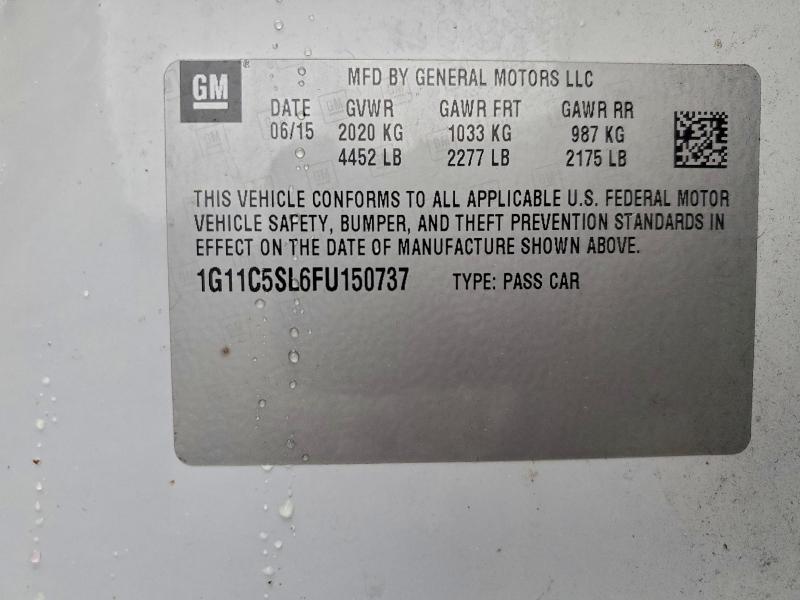 GM
MFD BY GENERAL MOTORS LLC
DATE GVWR GAWR FRT GAWR RR
06/15 2020 KG 1033 KG 987 KG
4452 LB 2277 LB 2175 LB
THIS VEHICLE CONFORMS TO ALL APPLICABLE U.S. FEDERAL MOTOR
VEHICLE SAFETY, BUMPER, AND THEFT PREVENTION STANDARDS IN
EFFECT ON THE DATE OF MANUFACTURE SHOWN ABOVE.
1G11C5SL6FU150737 TYPE: PASS CAR